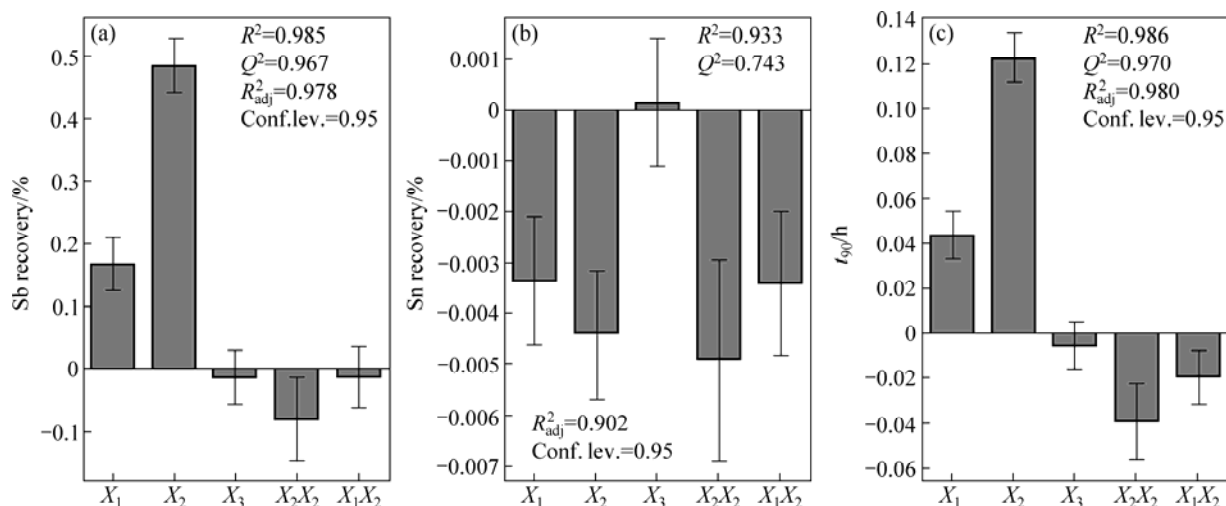 (a)
R²=0.985
Q²=0.967
R²adj=0.978
Conf.lev.=0.95
Sb recovery/%
0.5
0.4
0.3
0.2
0.1
0
−0.1
X₁ X₂ X₃ X₂X₂ X₁X₂
(b)
R²=0.933
Q²=0.743
Sn recovery/%
0.001
0
−0.001
−0.002
−0.003
−0.004
−0.005
−0.006
−0.007
R²adj=0.902
Conf.lev.=0.95
X₁ X₂ X₃ X₂X₂ X₁X₂
(c)
R²=0.986
Q²=0.970
R²adj=0.980
Conf. lev.=0.95
t₉₀/h
0.14
0.12
0.10
0.08
0.06
0.04
0.02
0
−0.02
−0.04
−0.06
X₁ X₂ X₃ X₂X₂ X₁X₂